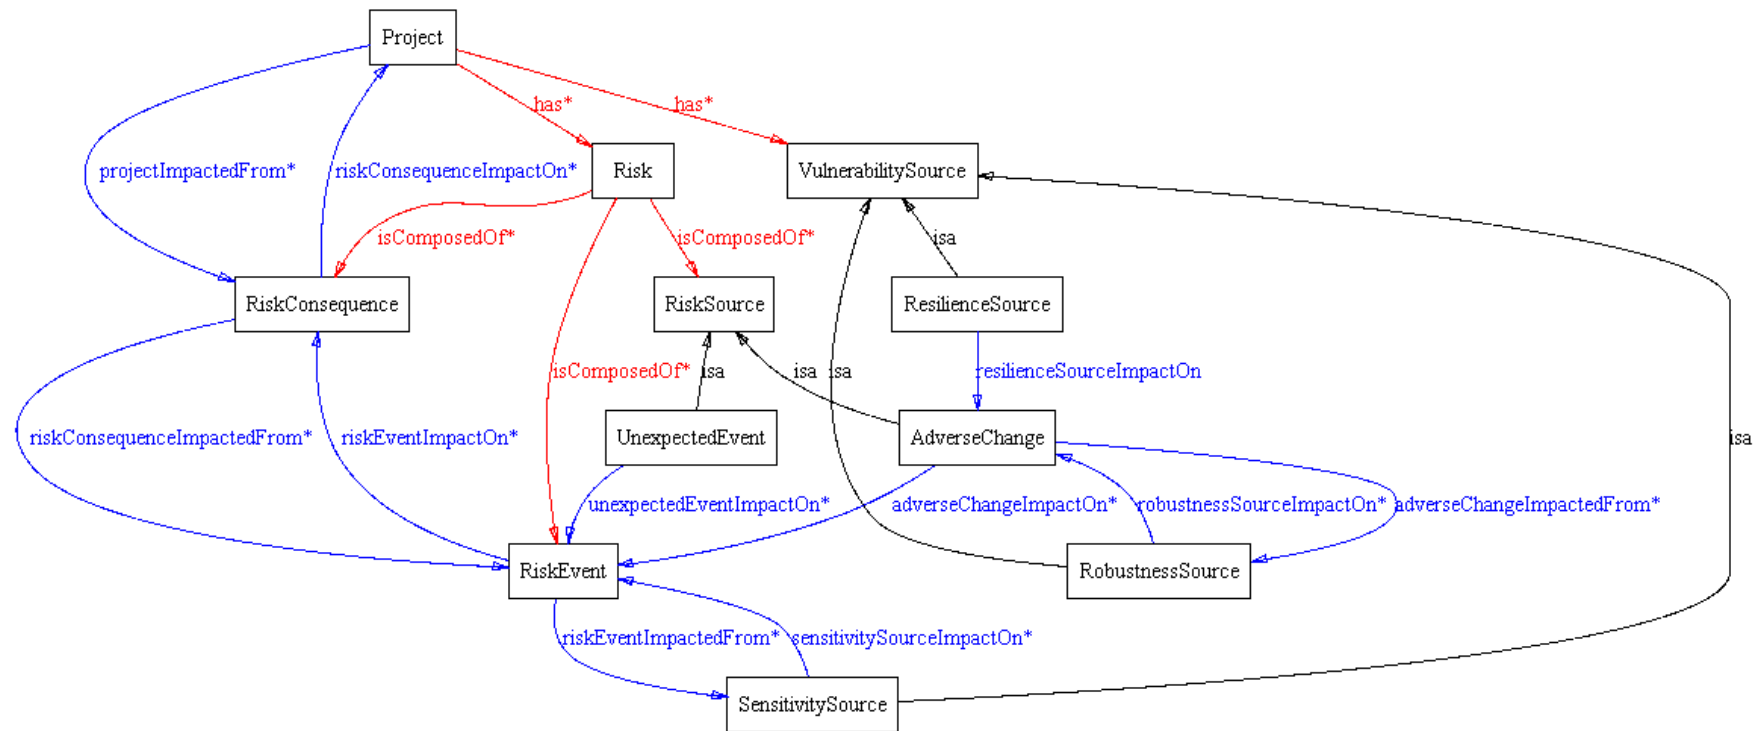 Project
has*
has*
projectImpactedFrom*
riskConsequenceImpactOn*
Risk
VulnerabilitySource
isComposedOf*
isComposedOf*
isa
RiskConsequence
RiskSource
ResilienceSource
isComposedOf*
isa
isa
isa
resilienceSourceImpactOn
riskConsequenceImpactedFrom*
riskEventImpactOn*
UnexpectedEvent
AdverseChange
isa
unexpectedEventImpactOn*
adverseChangeImpactOn*
robustnessSourceImpactOn*
adverseChangeImpactedFrom*
RiskEvent
RobustnessSource
riskEventImpactedFrom*
sensitivitySourceImpactOn*
SensitivitySource